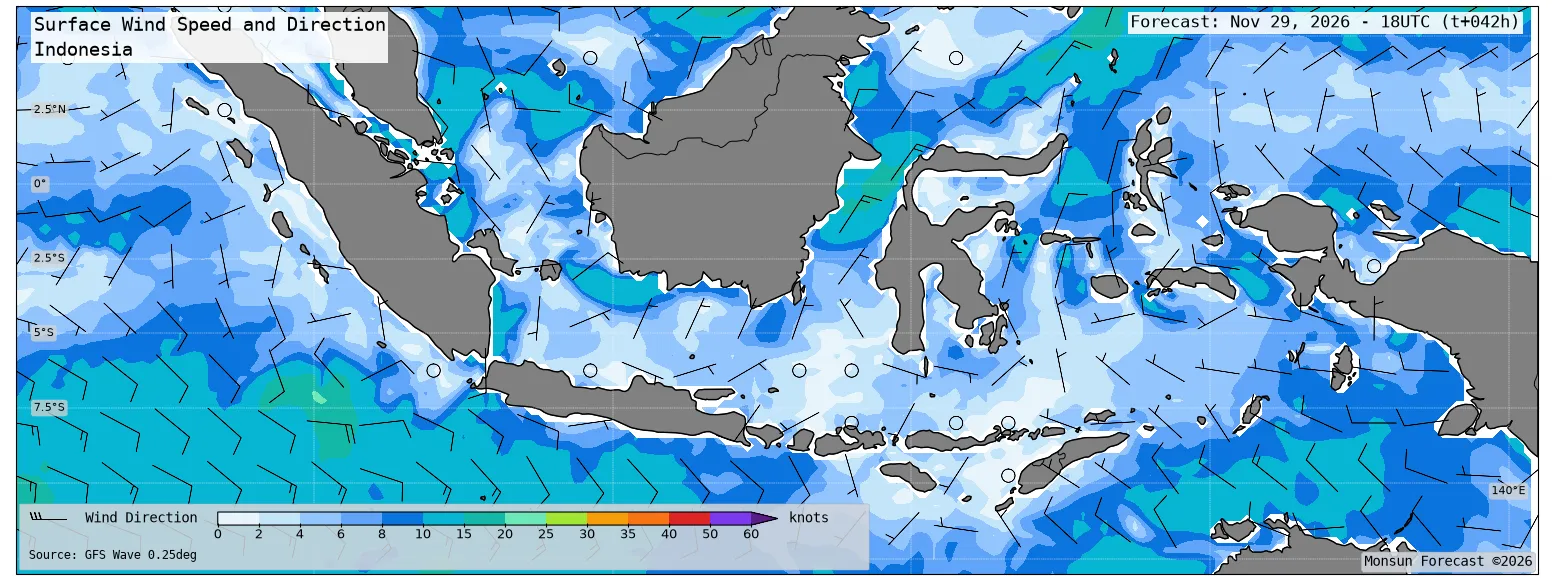 Surface Wind Speed and Direction
Indonesia
Forecast: Nov 29, 2026 - 18UTC (t+042h)
2.5°N
0°
2.5°S
5°S
7.5°S
140°E
Wind Direction
0 2 4 6 8 10 15 20 25 30 35 40 50 60
knots
Source: GFS Wave 0.25deg
Monsun Forecast ©2026